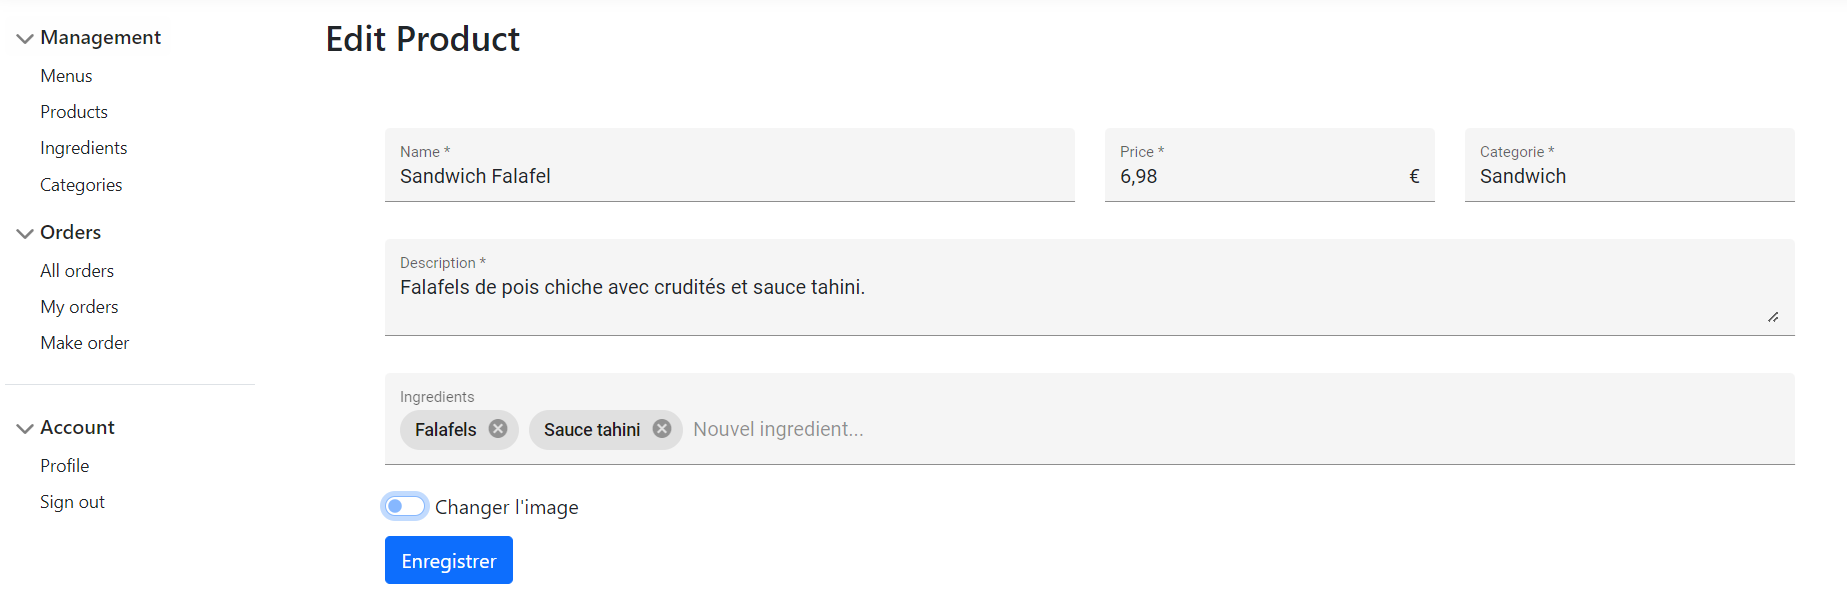 Management
Menus
Products
Ingredients
Categories
Orders
All orders
My orders
Make order
Account
Profile
Sign out
Edit Product
Name *
Sandwich Falafel
Price *
6,98 €
Categorie *
Sandwich
Description *
Falafels de pois chiche avec crudités et sauce tahini.
Ingredients
Falafels Sauce tahini Nouvel ingredient...
Changer l'image
Enregistrer